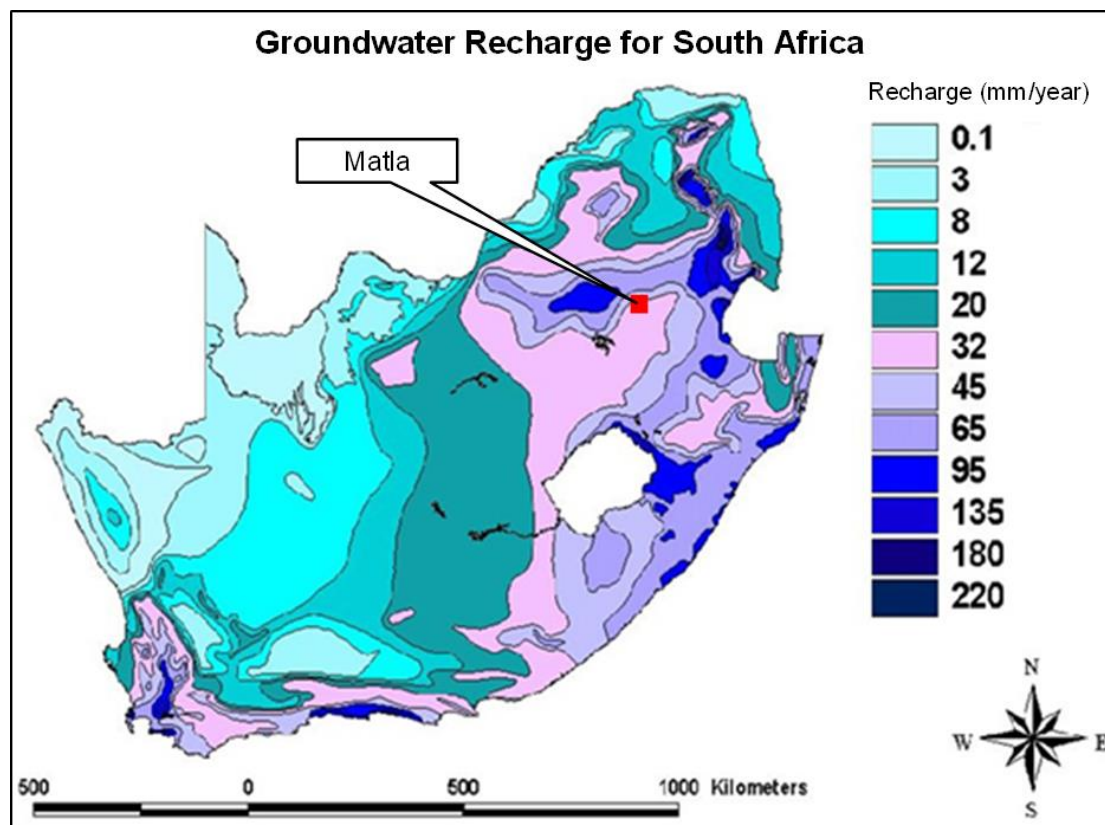 Groundwater Recharge for South Africa
Recharge (mm/year)
Matla
0.1
3
8
12
20
32
45
65
95
135
180
220
N
W E
S
500 0 500 1000 Kilometers